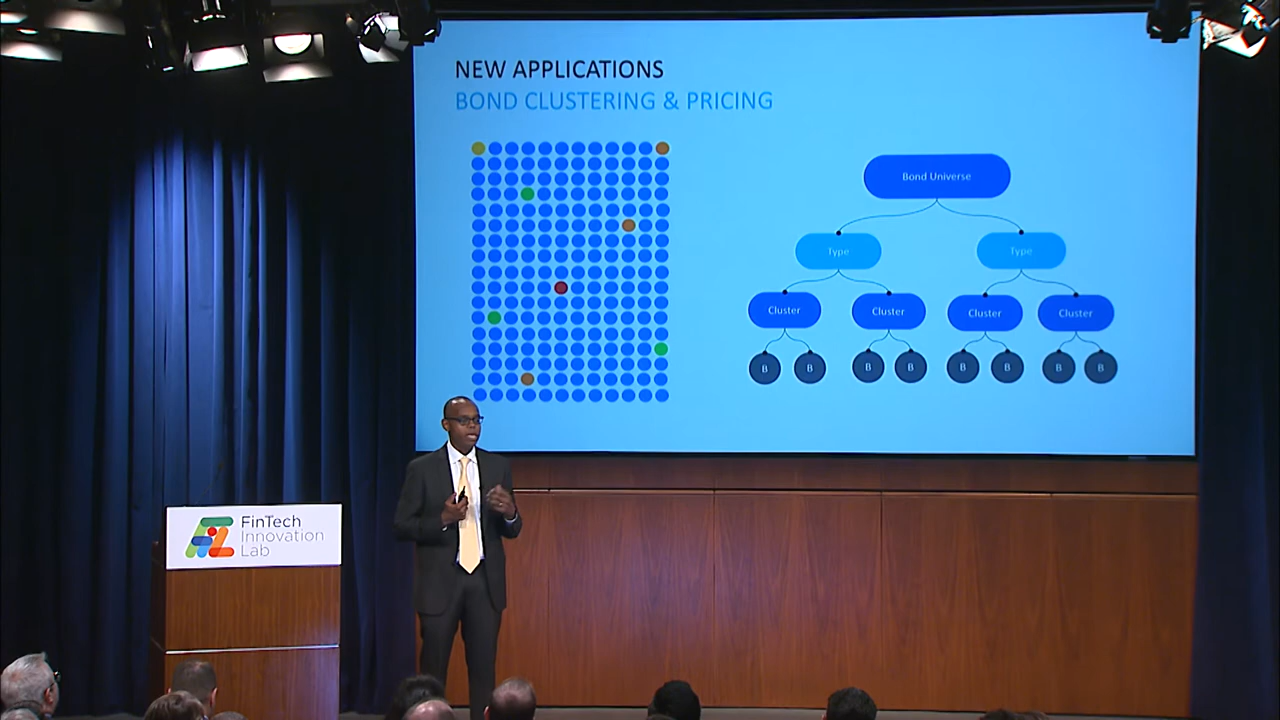 NEW APPLICATIONS
BOND CLUSTERING & PRICING
Bond Universe
Type Type
Cluster Cluster Cluster Cluster
B B B B B B B B
FinTech
Innovation
Lab